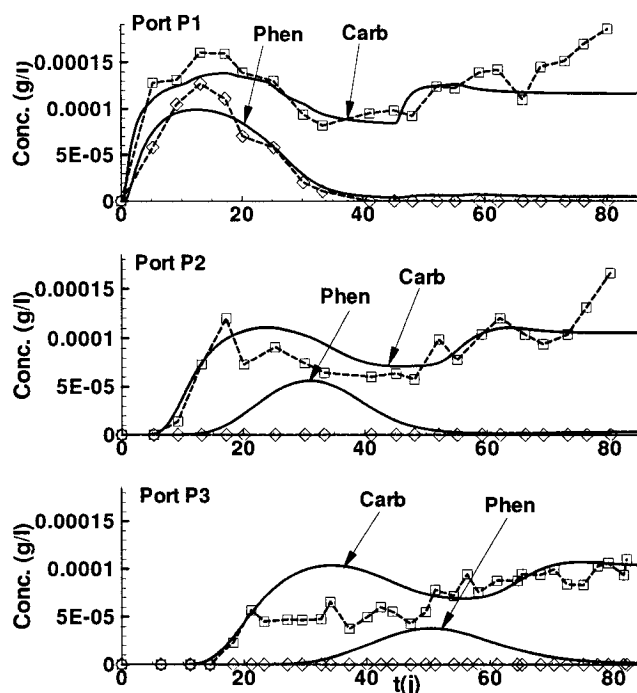 Port P1
Phen
Carb
Conc. (g/l)
0.00015
0.0001
5E-05
0
0
20
40
60
80
Port P2
Phen
Carb
Conc. (g/l)
0.00015
0.0001
5E-05
0
0
20
40
60
80
Port P3
Carb
Phen
Conc. (g/l)
0.00015
0.0001
5E-05
0
0
20
40
t(j)
60
80